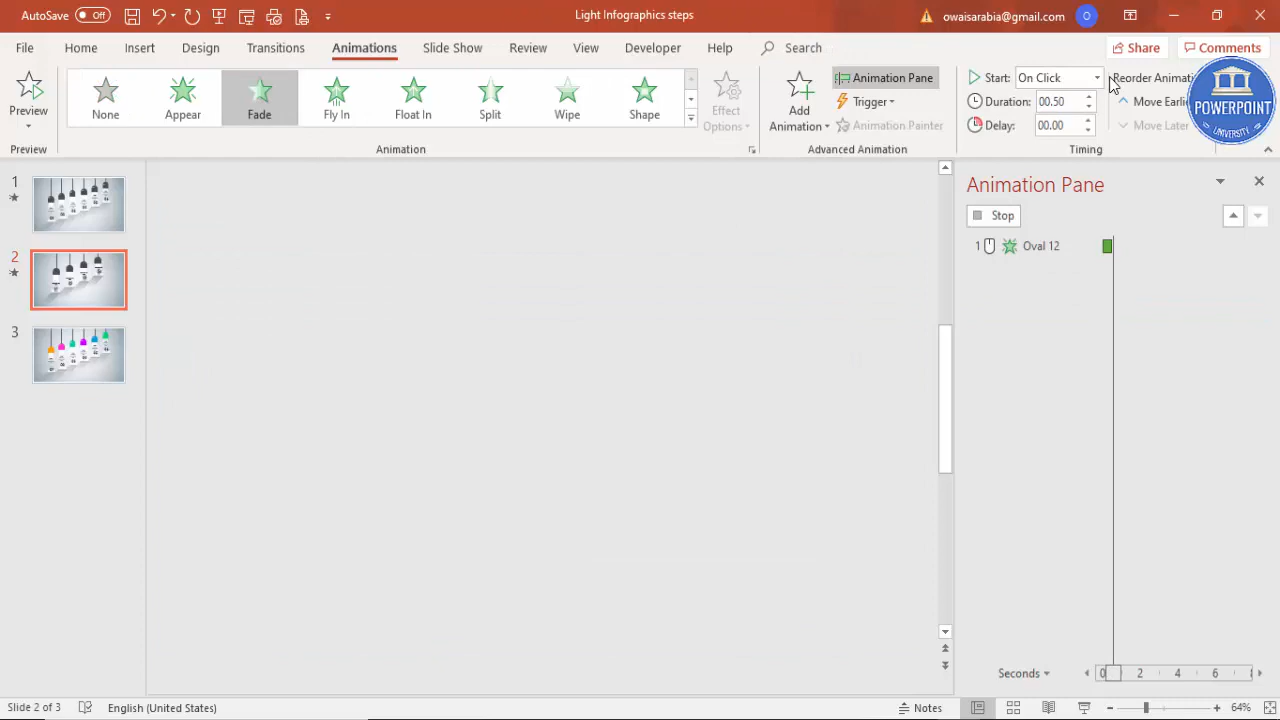 AutoSave Off
Light Infographics steps
owaisarabia@gmail.com
O
File Home Insert Design Transitions Animations Slide Show Review View Developer Help Search
Share Comments
Preview
None Appear Fade Fly In Float In Split Wipe Shape
Effect
Options
Add
Animation
Animation Pane
Trigger
Animation Painter
Start: On Click
Duration: 00.50
Delay: 00.00
Reorder Animati
Move Earlie
Move Later
POWERPOINT
UNIVERSITY
Preview Animation Advanced Animation Timing
1
2
3
Animation Pane
Stop
1 Oval 12
Seconds 0 2 4 6
Slide 2 of 3 English (United States) Notes 64%